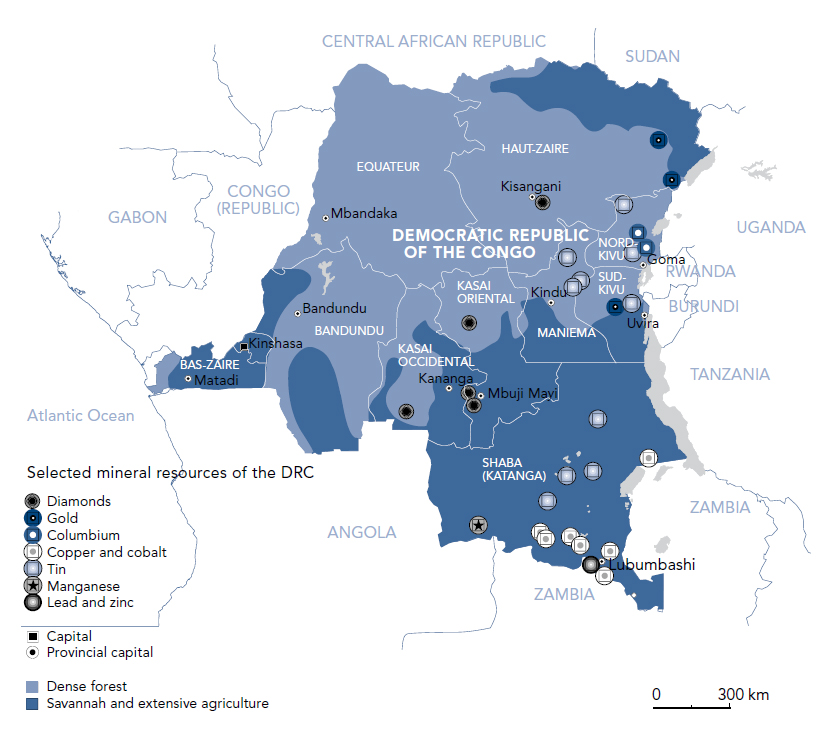 CENTRAL AFRICAN REPUBLIC
SUDAN
HAUT-ZAIRE
EQUATEUR
Kisangani
CONGO
(REPUBLIC)
GABON
Mbandaka
UGANDA
DEMOCRATIC REPUBLIC
OF THE CONGO
NORD-
KIVU
Goma
RWANDA
KASAI
ORIENTAL
SUD-
KIVU
Kindu
BURUNDI
Bandundu
Uvira
BANDUNDU
MANIEMA
Kinshasa
KASAI
OCCIDENTAL
BAS-ZAIRE
Matadi
Kananga
TANZANIA
Mbuji Mayi
Atlantic Ocean
SHABA
(KATANGA)
Selected mineral resources of the DRC
Diamonds
Gold
Columbium
Copper and cobalt
Tin
Manganese
Lead and zinc
ANGOLA
ZAMBIA
Lubumbashi
ZAMBIA
Capital
Provincial capital
Dense forest
Savannah and extensive agriculture
0 300 km